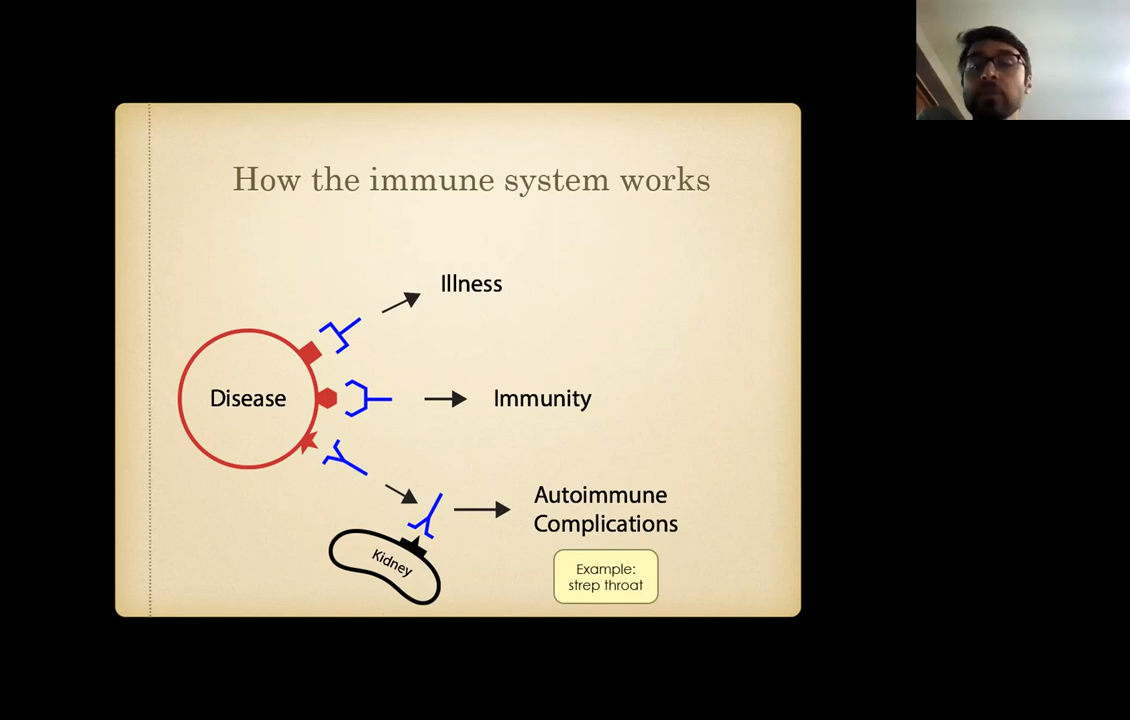 How the immune system works
Illness
Disease
Immunity
Autoimmune
Complications
Kidney
Example:
strep throat